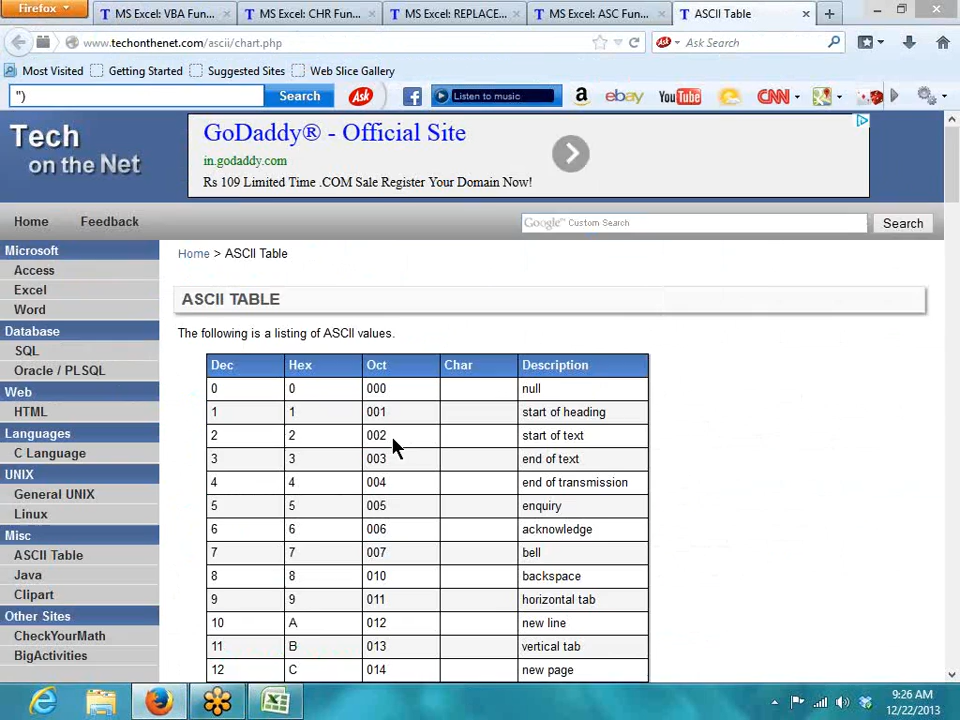 Firefox
MS Excel: VBA Fun...
MS Excel: CHR Fun...
MS Excel: REPLACE...
MS Excel: ASC Fun...
ASCII Table
www.techonthenet.com/ascii/chart.php
Ask Search
Most Visited
Getting Started
Suggested Sites
Web Slice Gallery
")
Search
Ask
Listen to music
ebay
YouTube
CNN
Tech
on the Net
GoDaddy® - Official Site
in.godaddy.com
Rs 109 Limited Time .COM Sale Register Your Domain Now!
Home
Feedback
Google™ Custom Search
Search
Microsoft
Access
Excel
Word
Database
SQL
Oracle / PLSQL
Web
HTML
Languages
C Language
UNIX
General UNIX
Linux
Misc
ASCII Table
Java
Clipart
Other Sites
CheckYourMath
BigActivities
Home > ASCII Table
ASCII TABLE
The following is a listing of ASCII values.
Dec Hex Oct Char Description
0 0 000 null
1 1 001 start of heading
2 2 002 start of text
3 3 003 end of text
4 4 004 end of transmission
5 5 005 enquiry
6 6 006 acknowledge
7 7 007 bell
8 8 010 backspace
9 9 011 horizontal tab
10 A 012 new line
11 B 013 vertical tab
12 C 014 new page
9:26 AM
12/22/2013